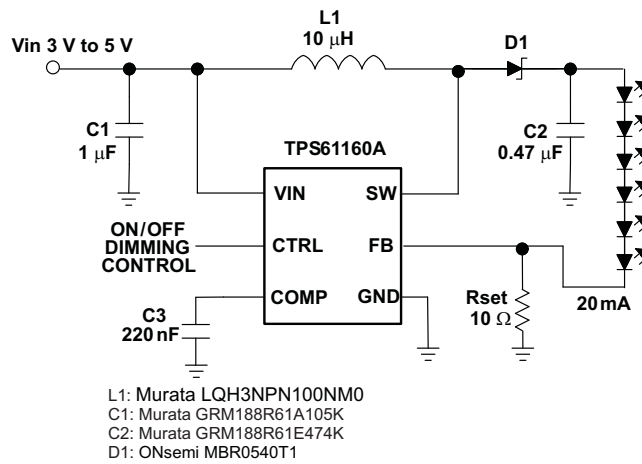 L1
10 μH
Vin 3 V to 5 V
D1
C1
1 μF
C2
0.47 μF
TPS61160A
VIN
SW
ON/OFF
DIMMING
CONTROL
CTRL
FB
COMP
GND
C3
220 nF
Rset
10 Ω
20 mA
L1: Murata LQH3NPN100NM0
C1: Murata GRM188R61A105K
C2: Murata GRM188R61E474K
D1: ONsemi MBR0540T1